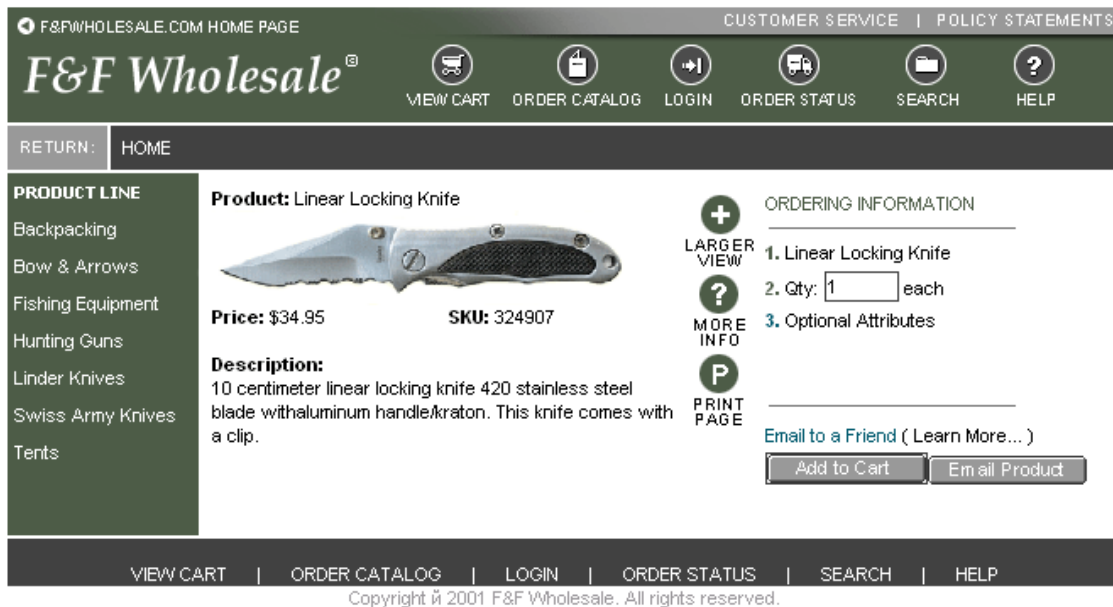 F&FWHOLESALE.COM HOME PAGE
CUSTOMER SERVICE | POLICY STATEMENTS
F&F Wholesale®
VIEW CART
ORDER CATALOG
LOGIN
ORDER STATUS
SEARCH
?
HELP
RETURN:
HOME
PRODUCT LINE
Backpacking
Bow & Arrows
Fishing Equipment
Hunting Guns
Linder Knives
Swiss Army Knives
Tents
Product: Linear Locking Knife
Price: $34.95
SKU: 324907
Description:
10 centimeter linear locking knife 420 stainless steel
blade withaluminum handle/kraton. This knife comes with
a clip.
+
LARGER
VIEW
?
MORE
INFO
P
PRINT
PAGE
ORDERING INFORMATION
1. Linear Locking Knife
2. Qty: 1 each
3. Optional Attributes
Email to a Friend ( Learn More... )
Add to Cart
Email Product
VIEW CART | ORDER CATALOG | LOGIN | ORDER STATUS | SEARCH | HELP
Copyright й 2001 F&F Wholesale. All rights reserved.